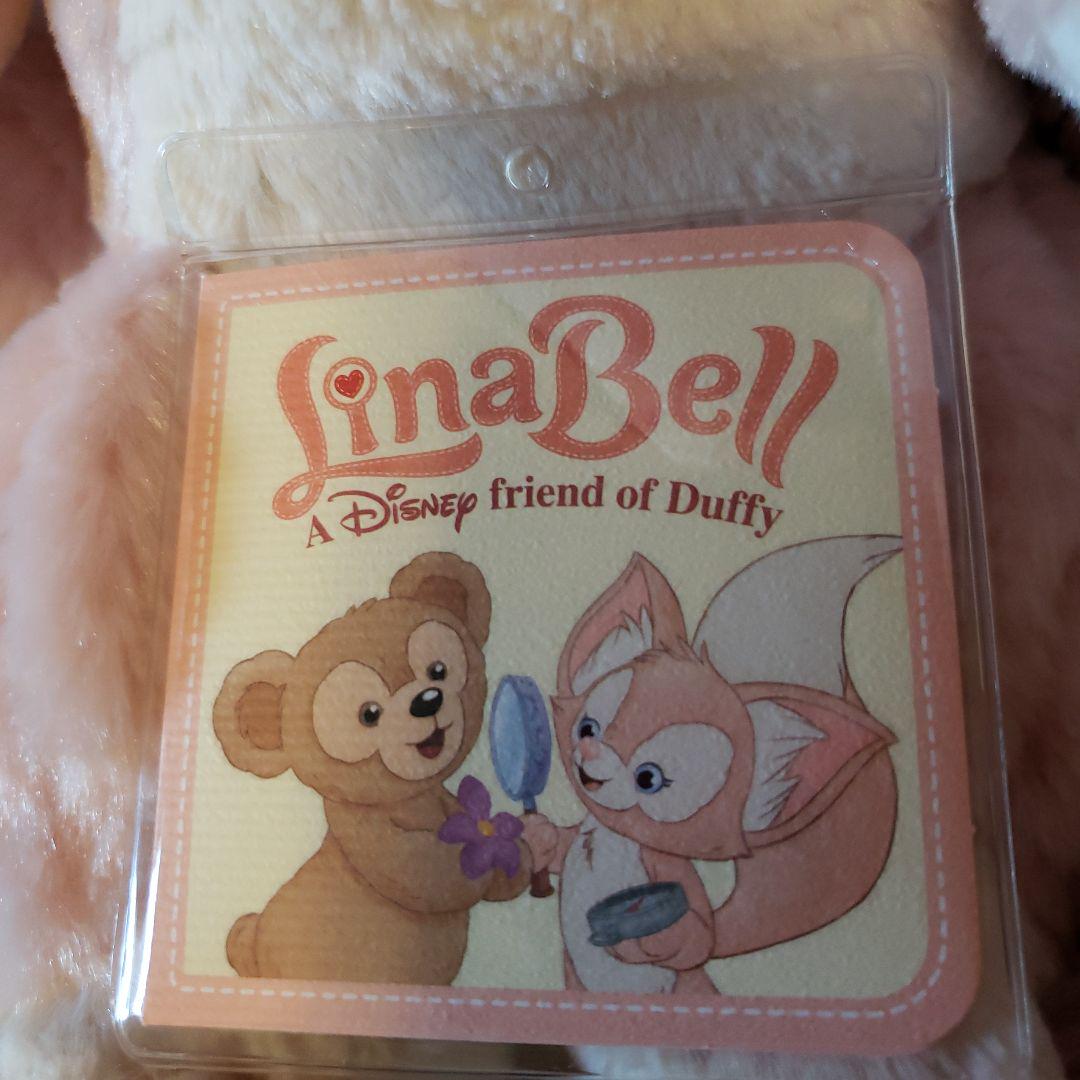 LinaBell
A Disney friend of Duffy